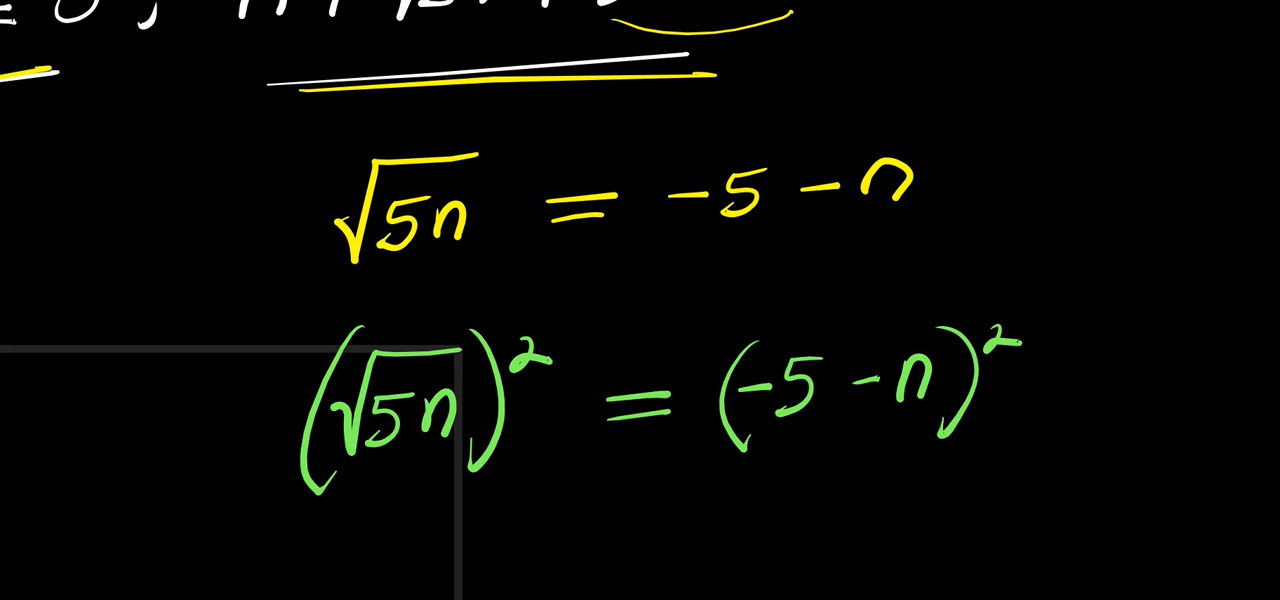 √5n = -5 - n
(√5n)² = (-5 - n)²